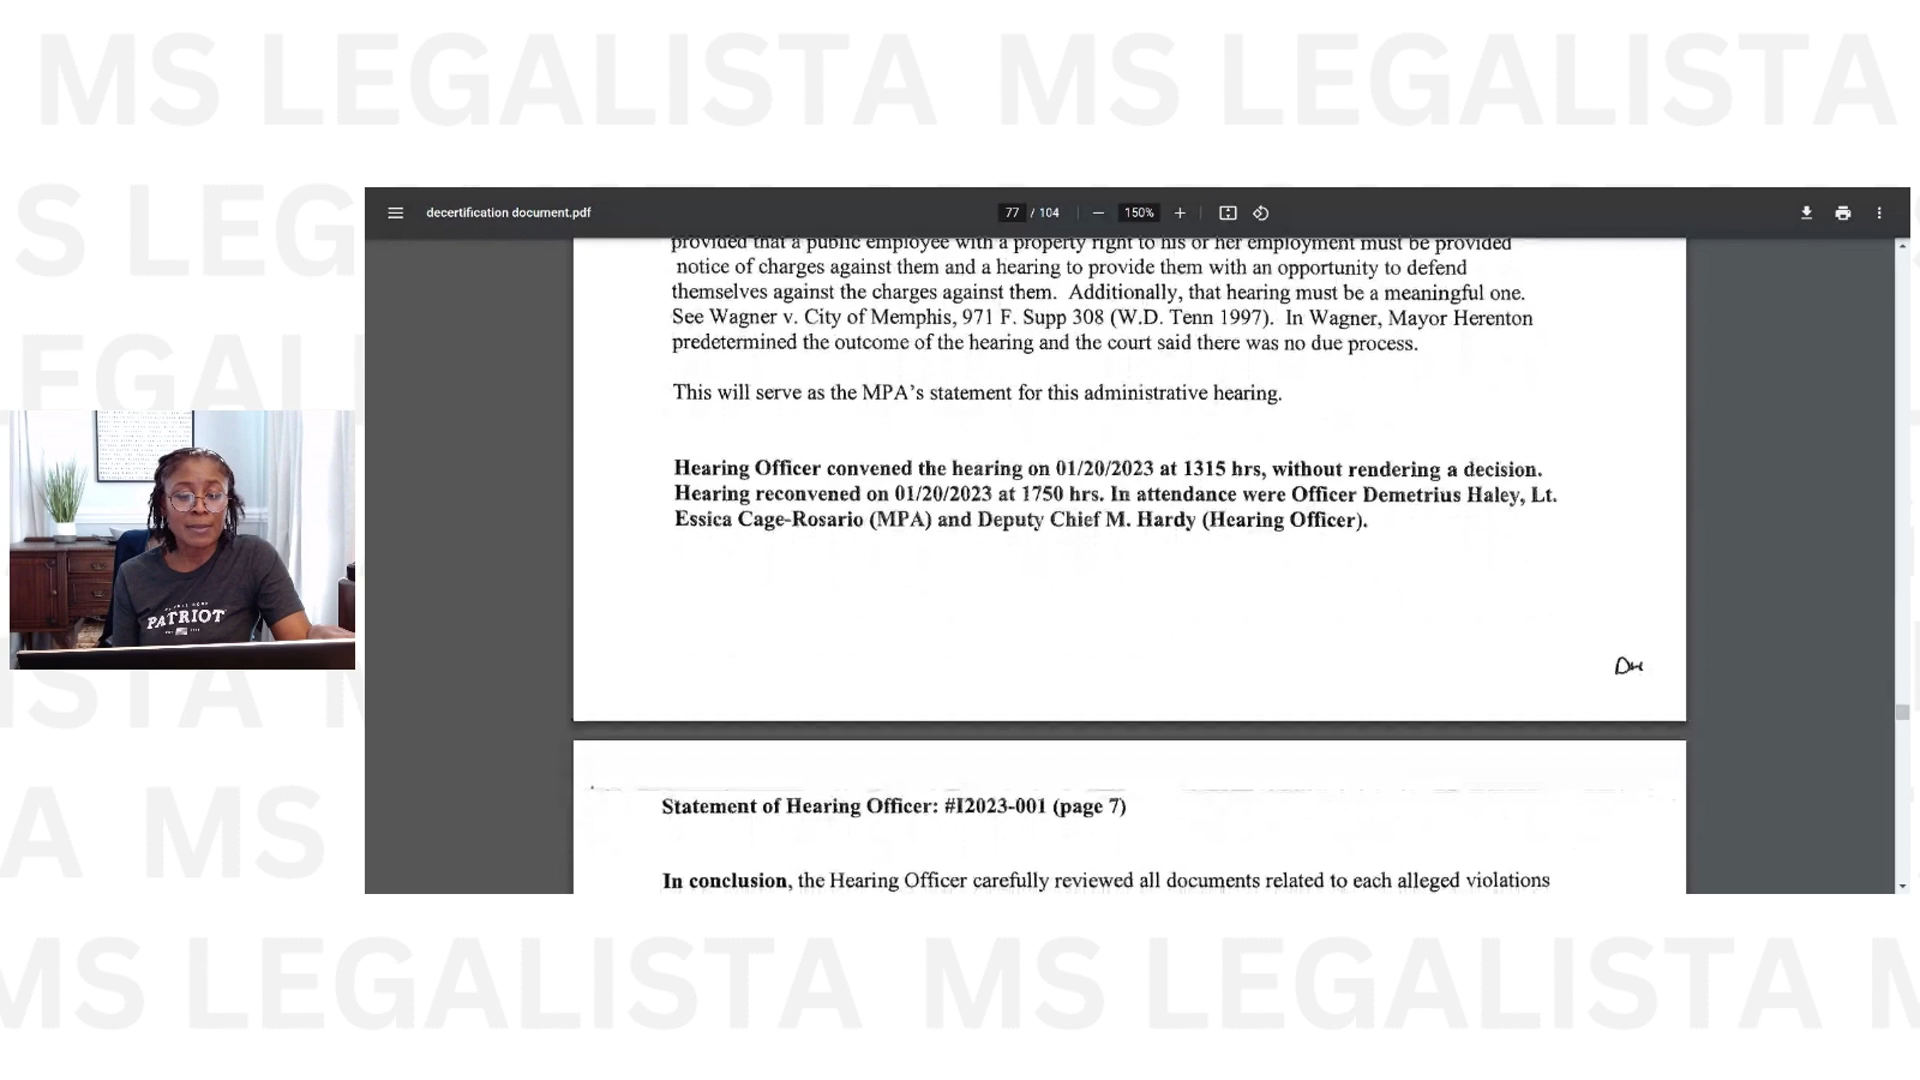 MS LEGALISTA MS LEGALISTA
S LEG
EGALI
ISTA
A MS
MS LEGALISTA MS LEGALISTA M
decertification document.pdf
77 / 104
150%
provided that a public employee with a property right to his or her employment must be provided
notice of charges against them and a hearing to provide them with an opportunity to defend
themselves against the charges against them. Additionally, that hearing must be a meaningful one.
See Wagner v. City of Memphis, 971 F. Supp 308 (W.D. Tenn 1997). In Wagner, Mayor Herenton
predetermined the outcome of the hearing and the court said there was no due process.
This will serve as the MPA's statement for this administrative hearing.
Hearing Officer convened the hearing on 01/20/2023 at 1315 hrs, without rendering a decision.
Hearing reconvened on 01/20/2023 at 1750 hrs. In attendance were Officer Demetrius Haley, Lt.
Essica Cage-Rosario (MPA) and Deputy Chief M. Hardy (Hearing Officer).
DH
Statement of Hearing Officer: #I2023-001 (page 7)
In conclusion, the Hearing Officer carefully reviewed all documents related to each alleged violations
PATRIOT